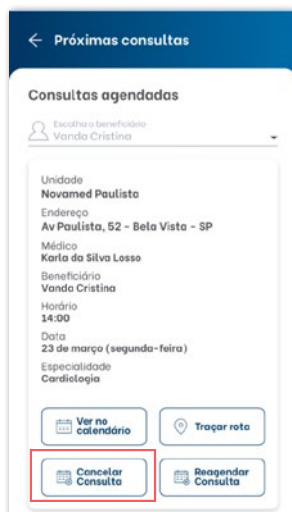 Próximas consultas
Consultas agendadas
Escolha o beneficiário
Vanda Cristina
Unidade
Novamed Paulista
Endereço
Av Paulista, 52 - Bela Vista - SP
Médico
Karla da Silva Losso
Beneficiário
Vanda Cristina
Horário
14:00
Data
23 de março (segunda-feira)
Especialidade
Cardiologia
Ver no
calendário
Traçar rota
Cancelar
Consulta
Reagendar
Consulta